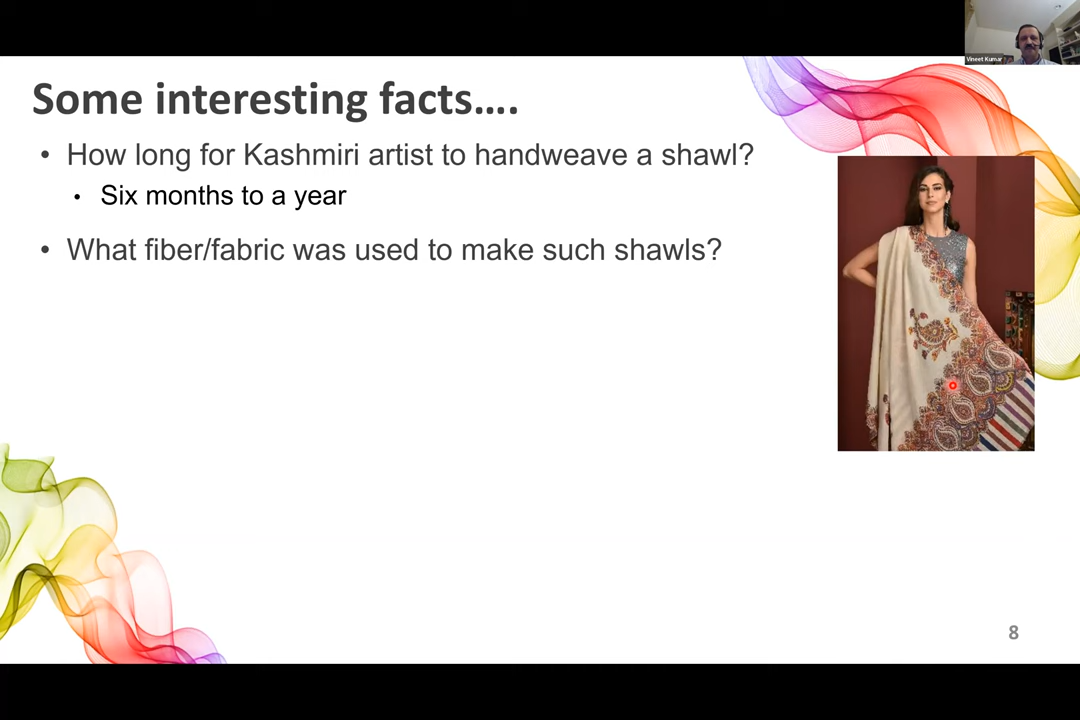 Vineet Kumar
Some interesting facts….
• How long for Kashmiri artist to handweave a shawl?
• Six months to a year
• What fiber/fabric was used to make such shawls?
8